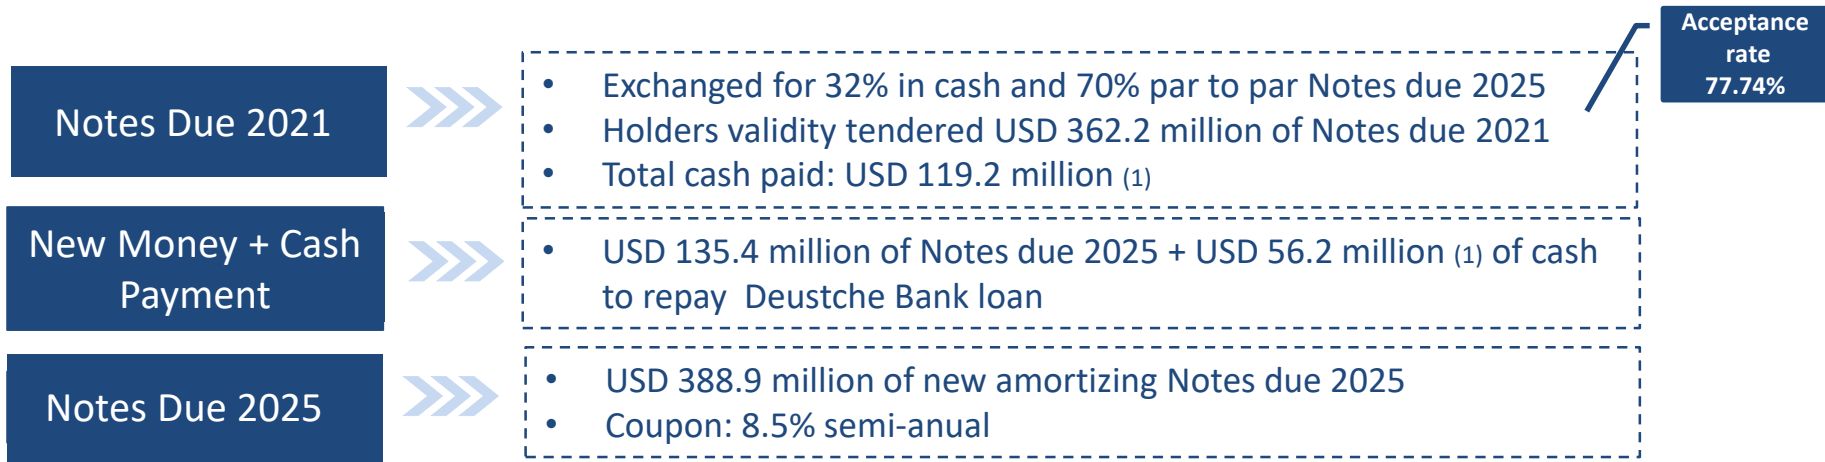 Acceptance
rate
77.74%
Notes Due 2021
• Exchanged for 32% in cash and 70% par to par Notes due 2025
• Holders validity tendered USD 362.2 million of Notes due 2021
• Total cash paid: USD 119.2 million (1)
New Money + Cash
Payment
• USD 135.4 million of Notes due 2025 + USD 56.2 million (1) of cash
to repay Deustche Bank loan
Notes Due 2025
• USD 388.9 million of new amortizing Notes due 2025
• Coupon: 8.5% semi-anual